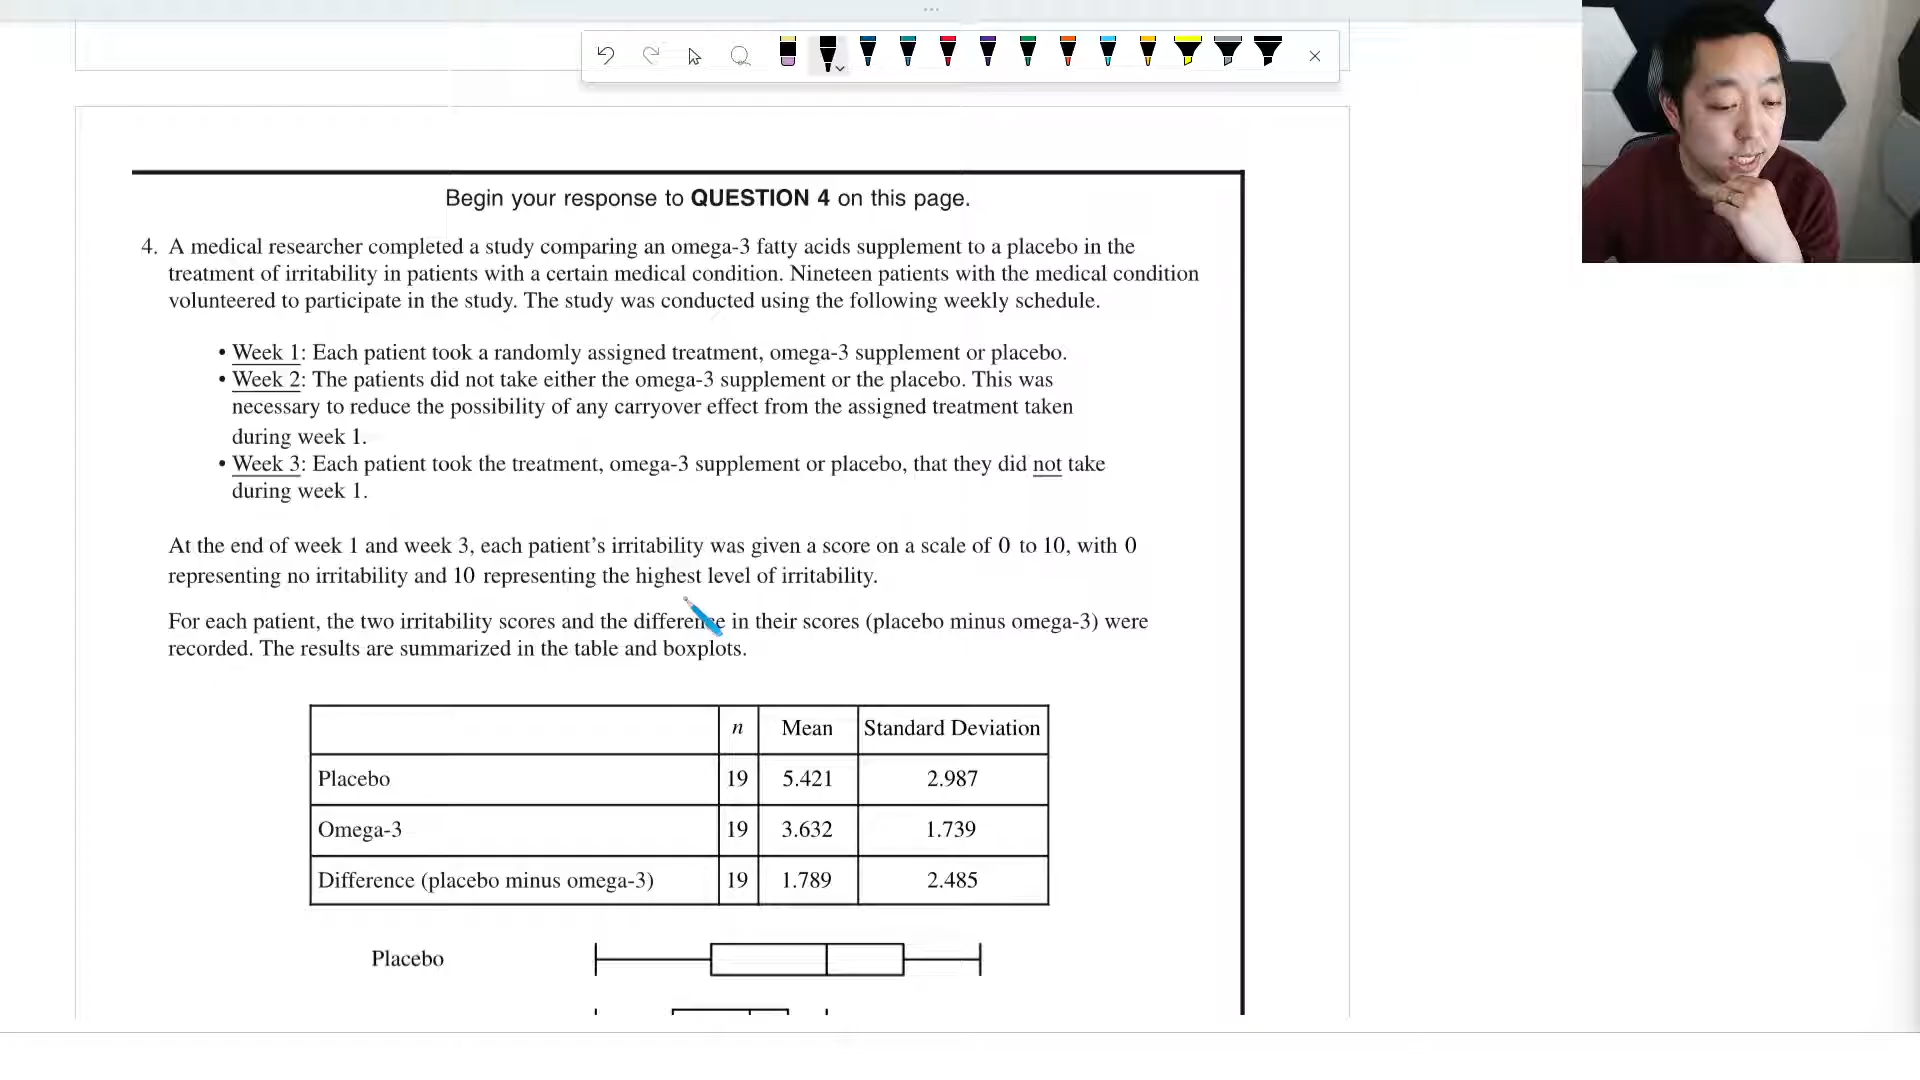 Begin your response to QUESTION 4 on this page.
4. A medical researcher completed a study comparing an omega-3 fatty acids supplement to a placebo in the
treatment of irritability in patients with a certain medical condition. Nineteen patients with the medical condition
volunteered to participate in the study. The study was conducted using the following weekly schedule.
• Week 1: Each patient took a randomly assigned treatment, omega-3 supplement or placebo.
• Week 2: The patients did not take either the omega-3 supplement or the placebo. This was
necessary to reduce the possibility of any carryover effect from the assigned treatment taken
during week 1.
• Week 3: Each patient took the treatment, omega-3 supplement or placebo, that they did not take
during week 1.
At the end of week 1 and week 3, each patient's irritability was given a score on a scale of 0 to 10, with 0
representing no irritability and 10 representing the highest level of irritability.
For each patient, the two irritability scores and the difference in their scores (placebo minus omega-3) were
recorded. The results are summarized in the table and boxplots.
n Mean Standard Deviation
Placebo 19 5.421 2.987
Omega-3 19 3.632 1.739
Difference (placebo minus omega-3) 19 1.789 2.485
Placebo